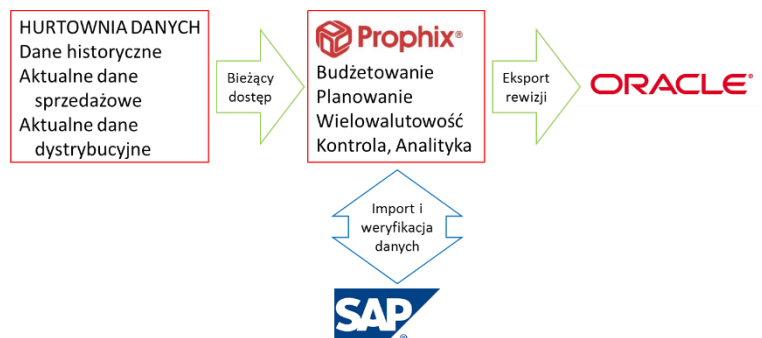 HURTOWNIA DANYCH
Dane historyczne
Aktualne dane
sprzedażowe
Aktualne dane
dystrybucyjne
Bieżący
dostęp
Prophix®
Budżetowanie
Planowanie
Wielowalutowość
Kontrola, Analityka
Eksport
rewizji
ORACLE®
Import i
weryfikacja
danych
SAP®